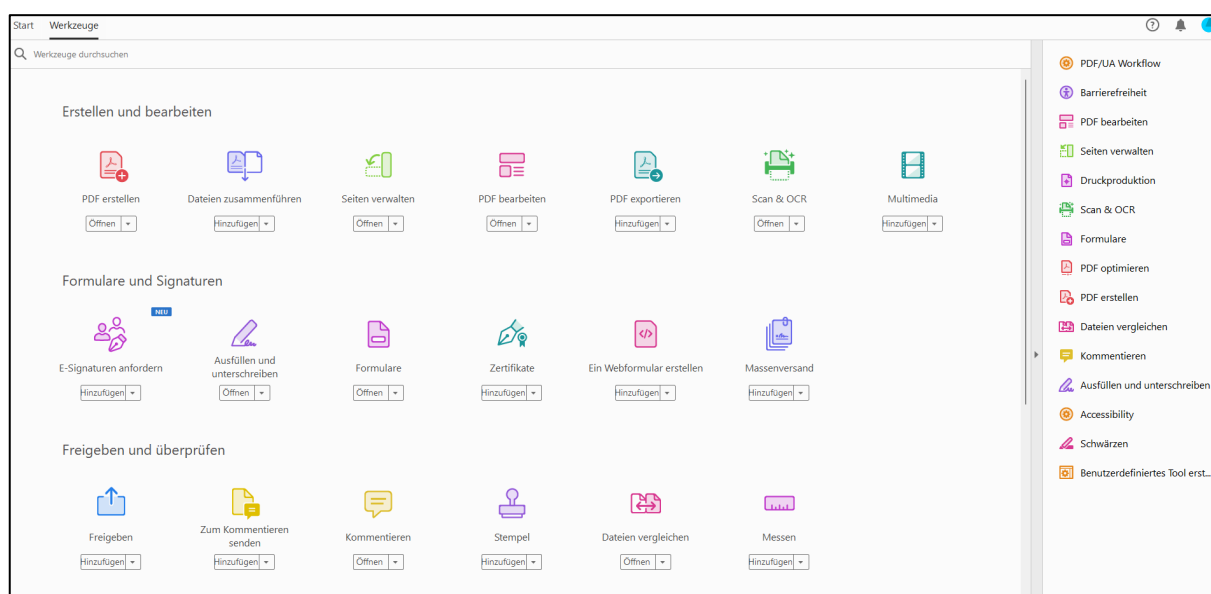 Start Werkzeuge
Werkzeuge durchsuchen
Erstellen und bearbeiten
PDF erstellen
Öffnen
Dateien zusammenführen
Hinzufügen
Seiten verwalten
Öffnen
PDF bearbeiten
Öffnen
PDF exportieren
Hinzufügen
Scan & OCR
Öffnen
Multimedia
Hinzufügen
Formulare und Signaturen
NEU
E-Signaturen anfordern
Hinzufügen
Ausfüllen und
unterschreiben
Öffnen
Formulare
Öffnen
Zertifikate
Hinzufügen
Ein Webformular erstellen
Hinzufügen
Massenversand
Hinzufügen
Freigeben und überprüfen
Freigeben
Hinzufügen
Zum Kommentieren
senden
Hinzufügen
Kommentieren
Öffnen
Stempel
Hinzufügen
Dateien vergleichen
Öffnen
Messen
Hinzufügen
PDF/UA Workflow
Barrierefreiheit
PDF bearbeiten
Seiten verwalten
Druckproduktion
Scan & OCR
Formulare
PDF optimieren
PDF erstellen
Dateien vergleichen
Kommentieren
Ausfüllen und unterschreiben
Accessibility
Schwärzen
Benutzerdefiniertes Tool erst...